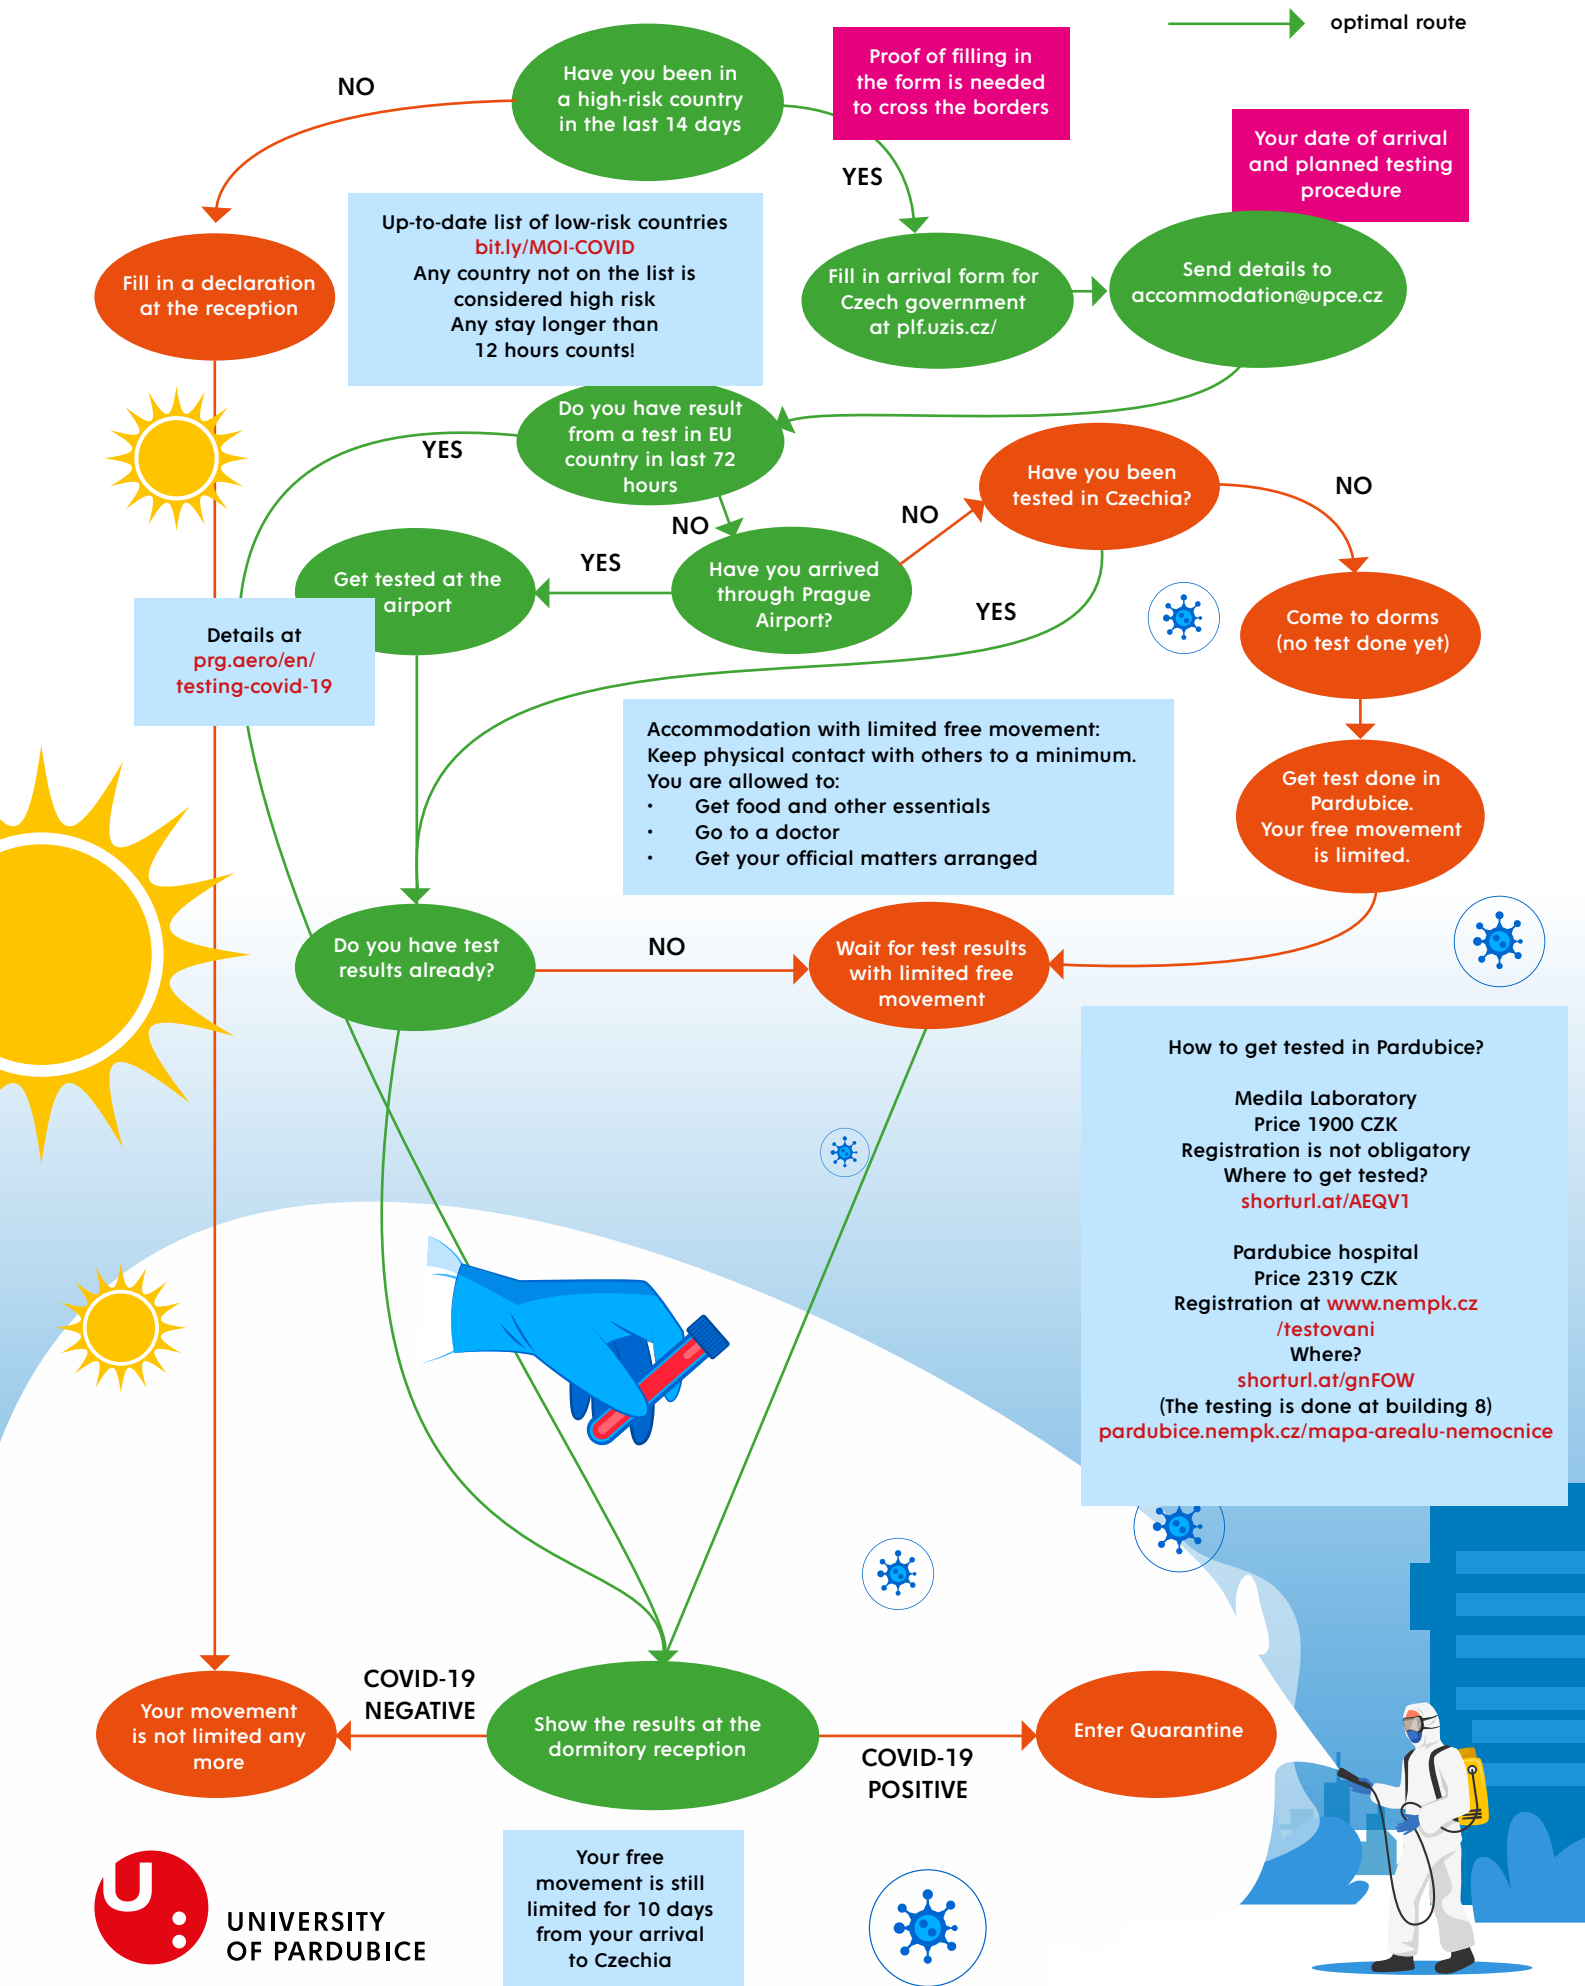 optimal route
Have you been in
a high-risk country
in the last 14 days
NO
Proof of filling in
the form is needed
to cross the borders
YES
Your date of arrival
and planned testing
procedure
Fill in a declaration
at the reception
Up-to-date list of low-risk countries
bit.ly/MOI-COVID
Any country not on the list is
considered high risk
Any stay longer than
12 hours counts!
Fill in arrival form for
Czech government
at plf.uzis.cz/
Send details to
accommodation@upce.cz
Do you have result
from a test in EU
country in last 72
hours
YES
NO
Have you been
tested in Czechia?
NO
NO
Get tested at the
airport
YES
Have you arrived
through Prague
Airport?
YES
Come to dorms
(no test done yet)
Details at
prg.aero/en/
testing-covid-19
Accommodation with limited free movement:
Keep physical contact with others to a minimum.
You are allowed to:
• Get food and other essentials
• Go to a doctor
• Get your official matters arranged
Get test done in
Pardubice.
Your free movement
is limited.
Do you have test
results already?
NO
Wait for test results
with limited free
movement
How to get tested in Pardubice?
Medila Laboratory
Price 1900 CZK
Registration is not obligatory
Where to get tested?
shorturl.at/AEQV1
Pardubice hospital
Price 2319 CZK
Registration at www.nempk.cz
/testovani
Where?
shorturl.at/gnFOW
(The testing is done at building 8)
pardubice.nempk.cz/mapa-arealu-nemocnice
Your movement
is not limited any
more
COVID-19
NEGATIVE
Show the results at the
dormitory reception
COVID-19
POSITIVE
Enter Quarantine
Your free
movement is still
limited for 10 days
from your arrival
to Czechia
U
UNIVERSITY
OF PARDUBICE